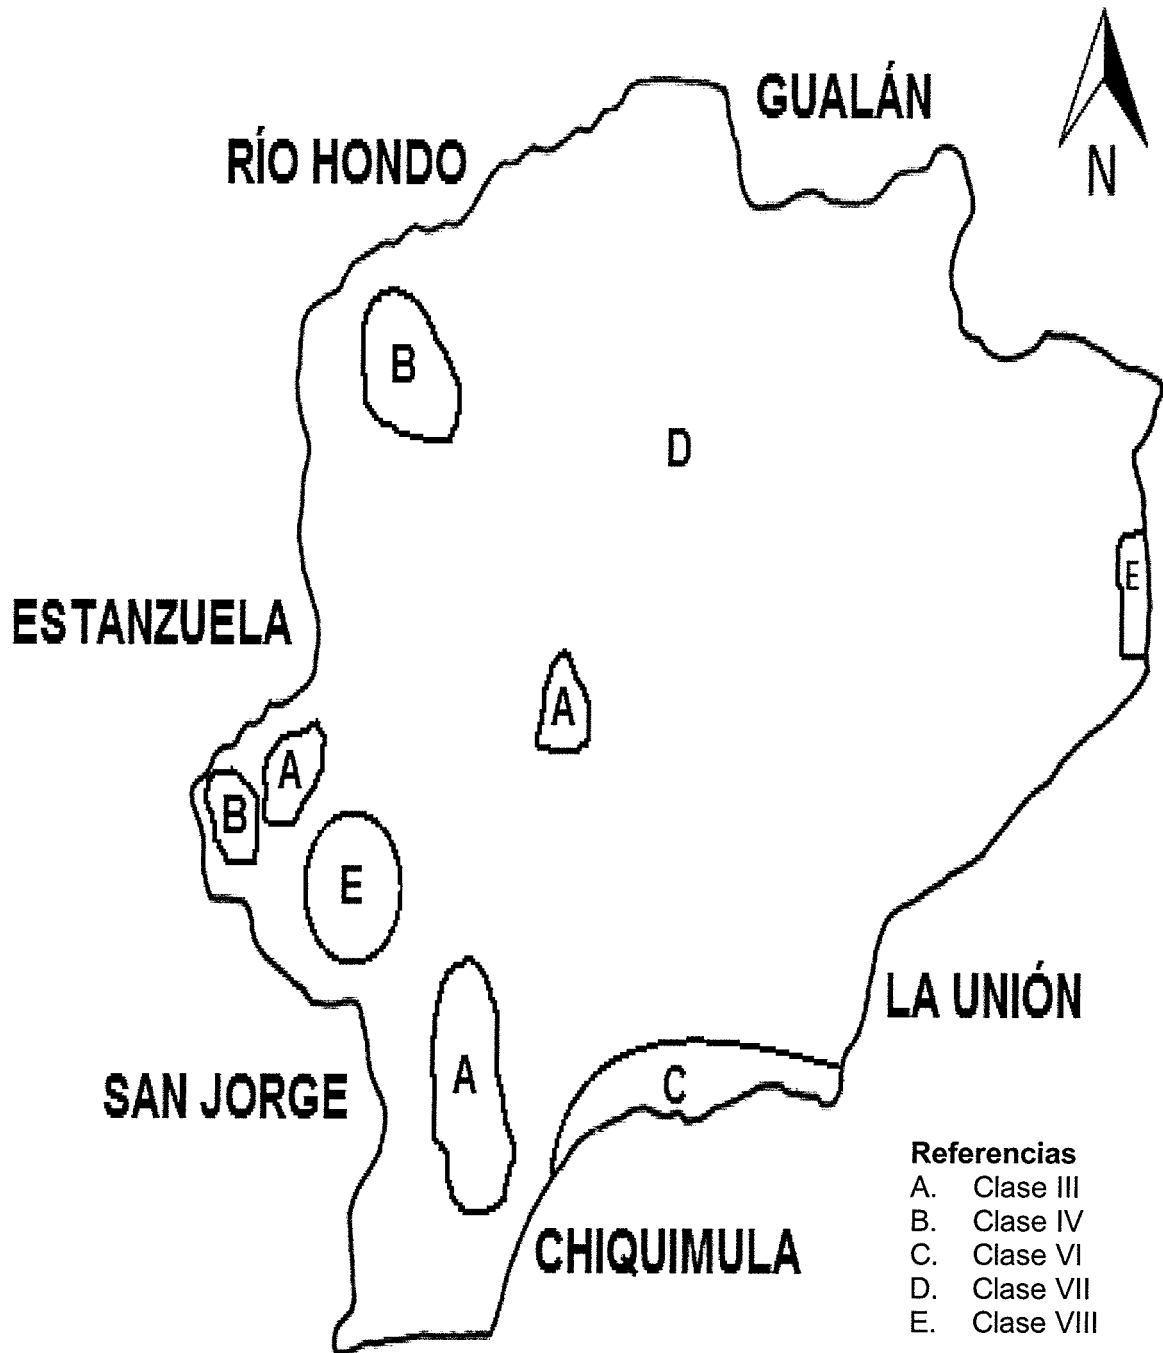 GUALÁN
RÍO HONDO
N
B
D
E
ESTANZUELA
A
A
B
E
LA UNIÓN
A
C
SAN JORGE
CHIQUIMULA
Referencias
A. Clase III
B. Clase IV
C. Clase VI
D. Clase VII
E. Clase VIII